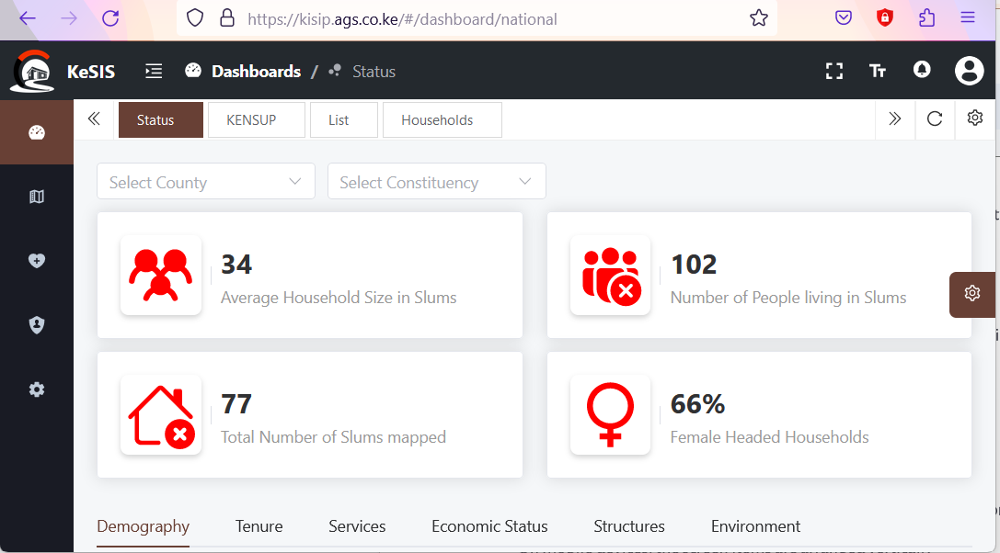 https://kisip.ags.co.ke/#/dashboard/national
KeSIS Dashboards / Status
Status KENSUP List Households
Select County Select Constituency
34
Average Household Size in Slums
102
Number of People living in Slums
77
Total Number of Slums mapped
66%
Female Headed Households
Demography Tenure Services Economic Status Structures Environment